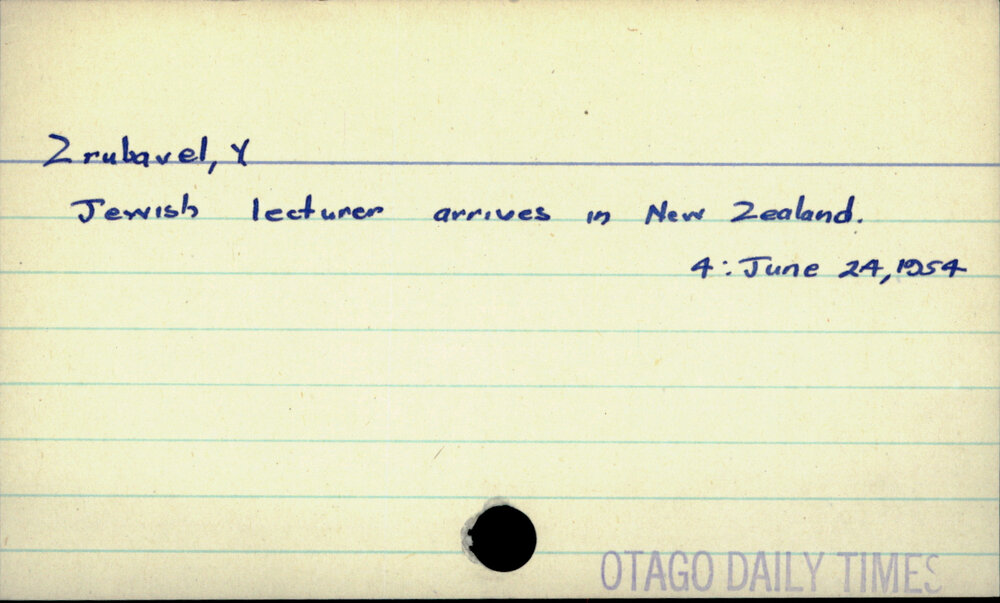 Zrubavel, Y
Jewish lecturer arrives in New Zealand.
4: June 24, 1954
OTAGO DAILY TIMES